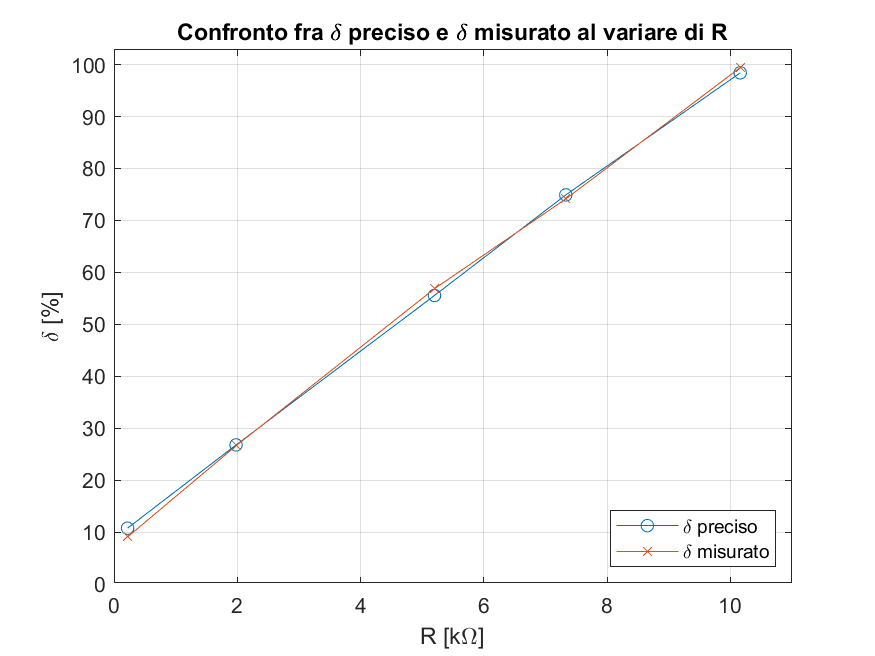 Confronto fra δ preciso e δ misurato al variare di R
100
90
80
70
60
50
40
30
20
10
0
δ [%]
0 2 4 6 8 10
R [kΩ]
δ preciso
δ misurato